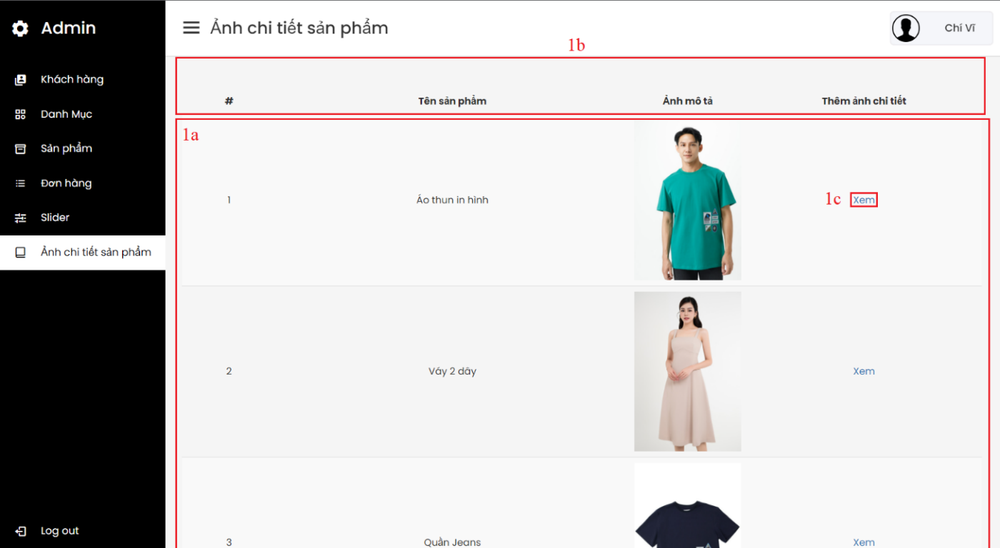 Admin
Khách hàng
Danh Mục
Sản phẩm
Đơn hàng
Slider
Ảnh chi tiết sản phẩm
Log out
Ảnh chi tiết sản phẩm
Chí Vĩ
1b
# Tên sản phẩm Ảnh mô tả Thêm ảnh chi tiết
1a
1 Áo thun in hình 1c Xem
2 Váy 2 dây Xem
3 Quần Jeans Xem